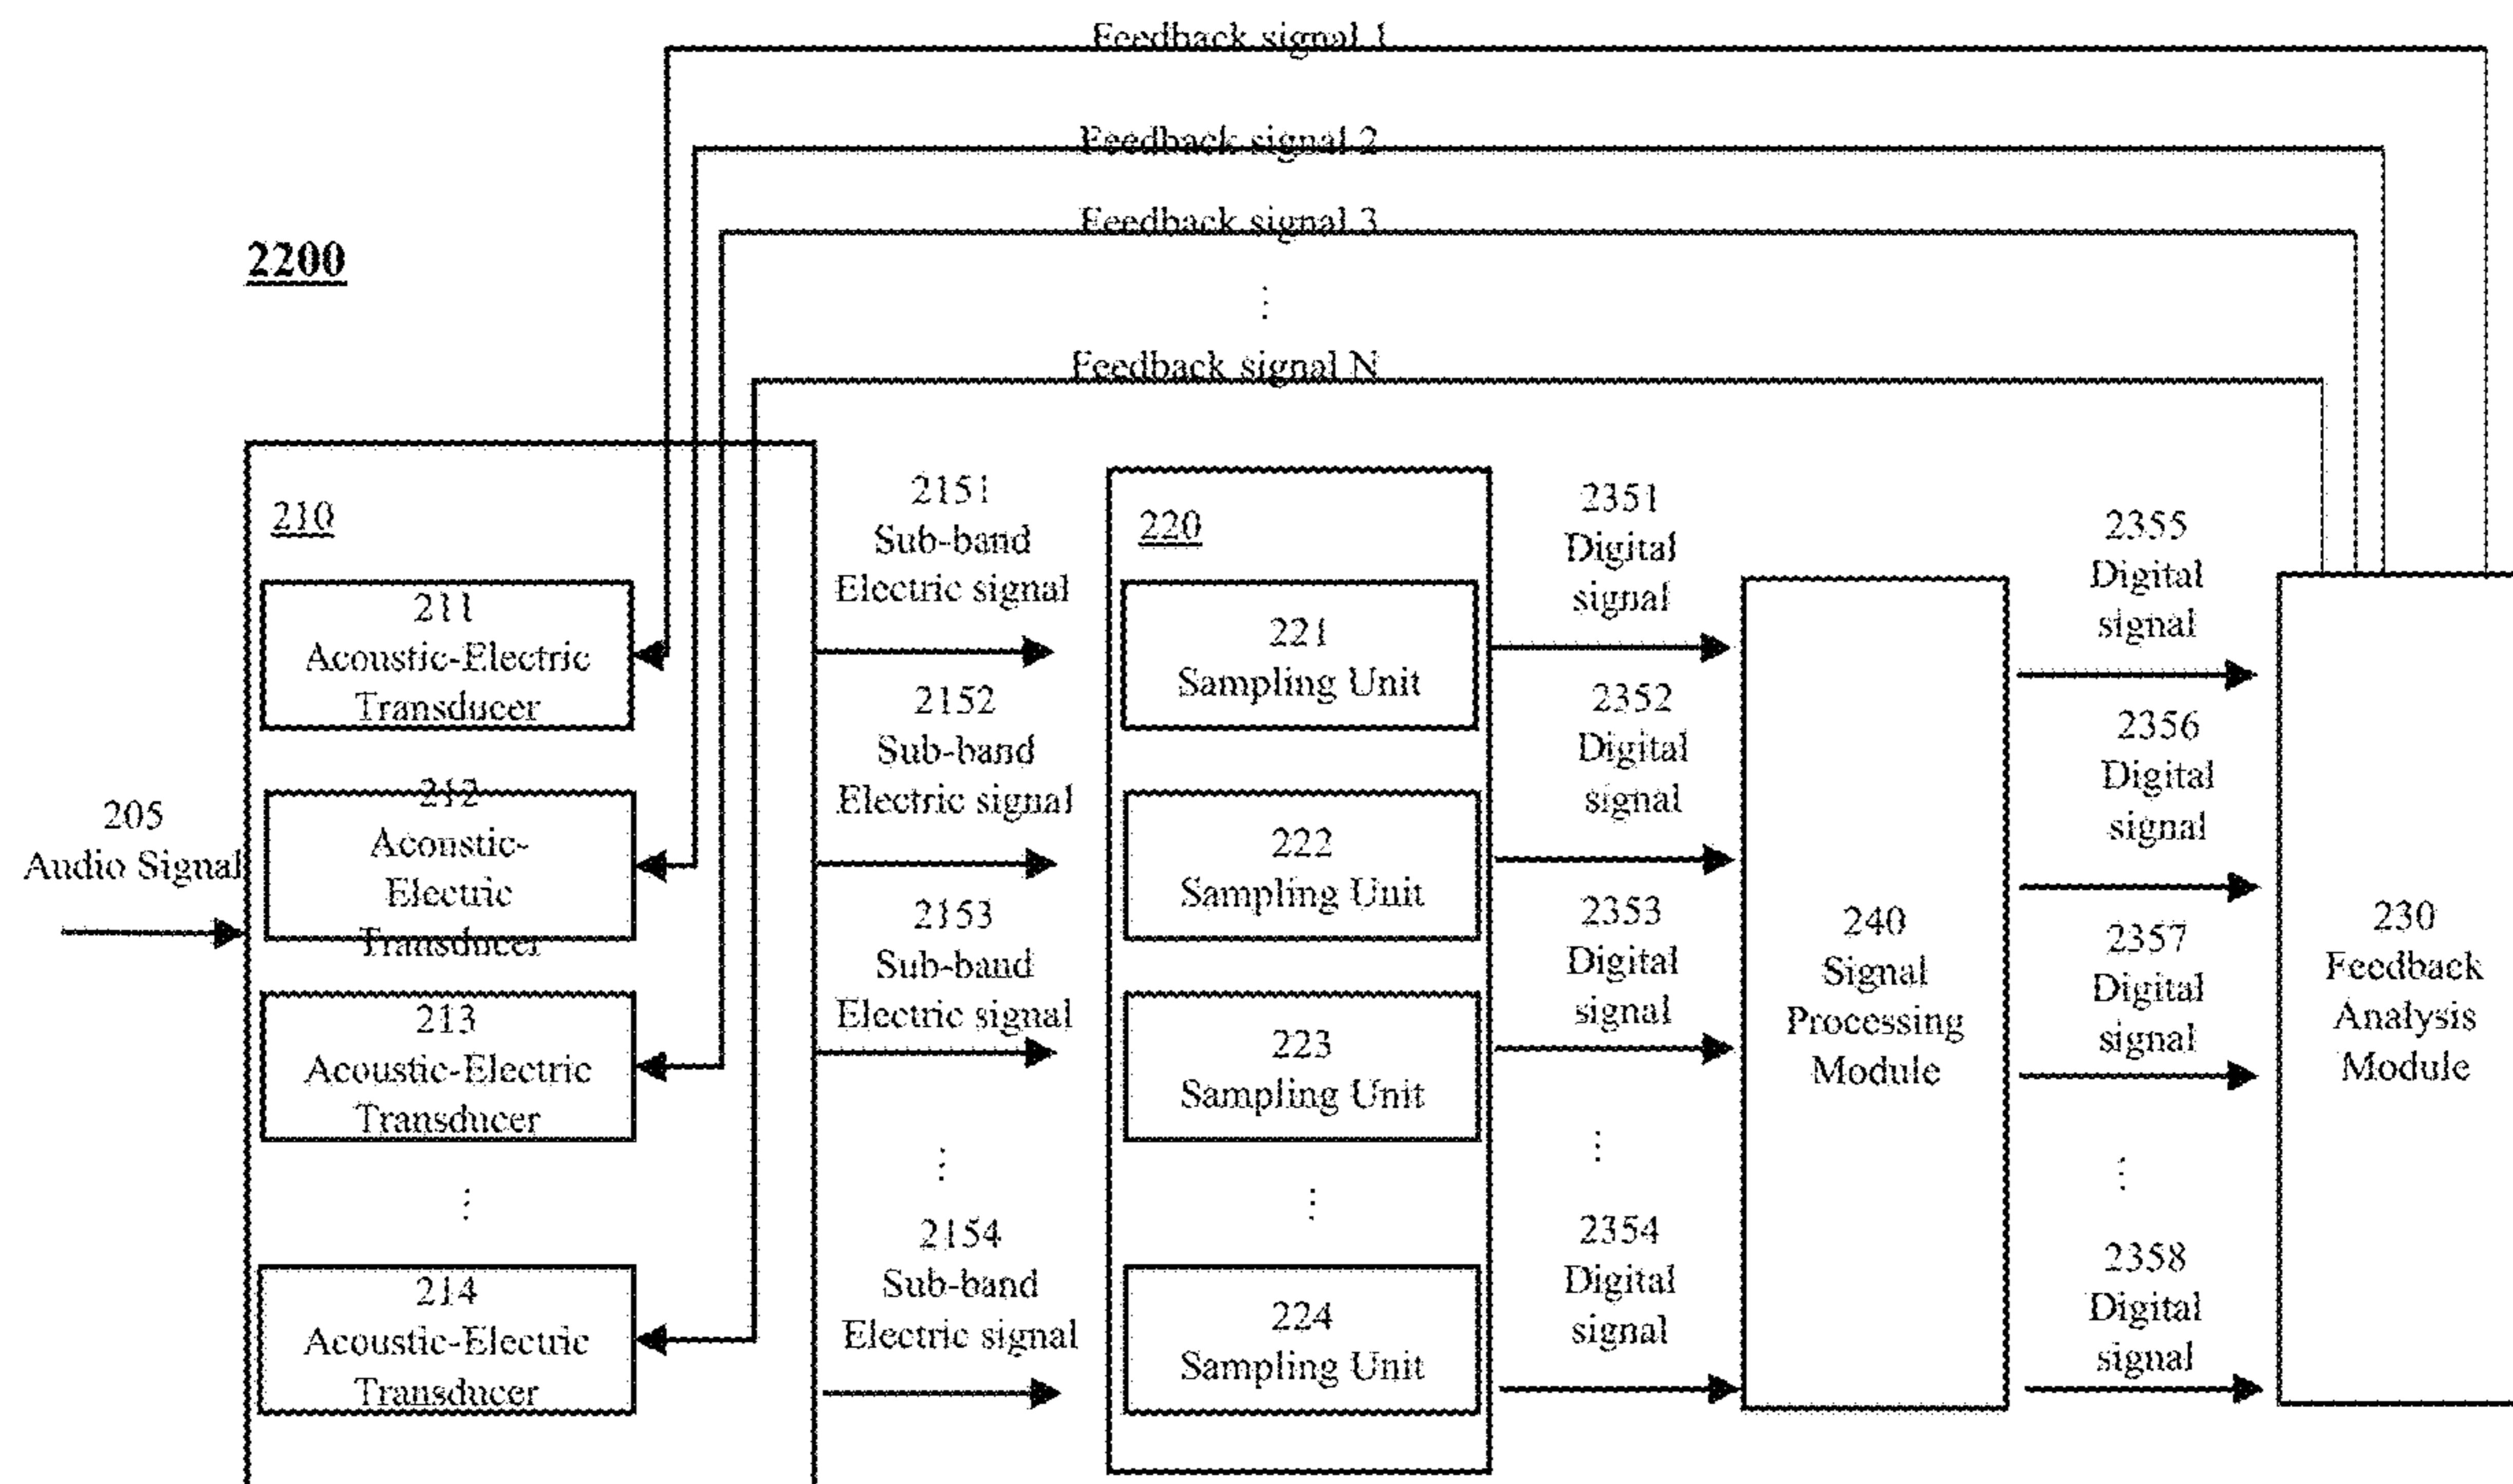 Feedback signal 1
Feedback signal 2
Feedback signal 3
2200
⋮
Feedback signal N
210
211
Acoustic-Electric
Transducer
212
Acoustic-
Electric
Transducer
213
Acoustic-Electric
Transducer
⋮
214
Acoustic-Electric
Transducer
205
Audio Signal
2151
Sub-band
Electric signal
2152
Sub-band
Electric signal
2153
Sub-band
Electric signal
⋮
2154
Sub-band
Electric signal
220
221
Sampling Unit
222
Sampling Unit
223
Sampling Unit
⋮
224
Sampling Unit
2351
Digital
signal
2352
Digital
signal
2353
Digital
signal
⋮
2354
Digital
signal
240
Signal
Processing
Module
2355
Digital
signal
2356
Digital
signal
2357
Digital
signal
⋮
2358
Digital
signal
230
Feedback
Analysis
Module